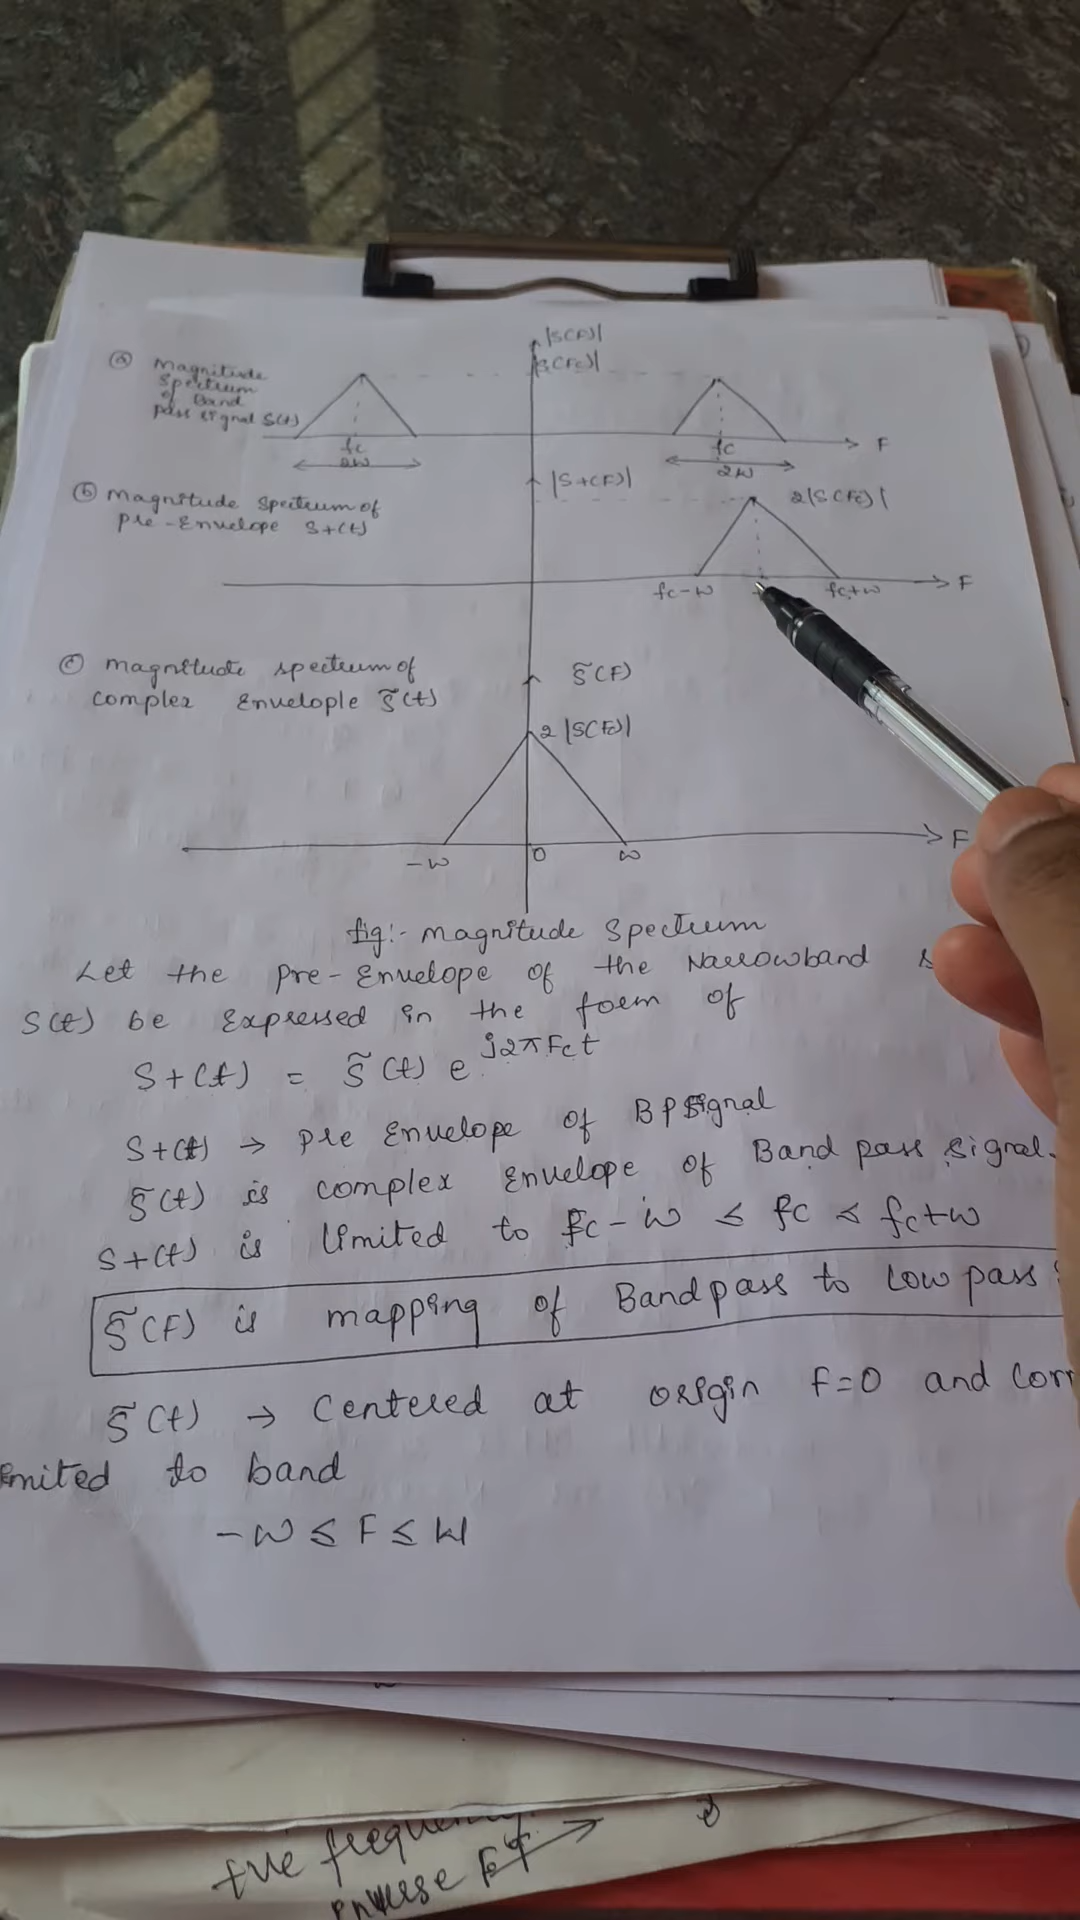 |S(F)|
|S(Fc)|
(a) Magnitude
Spectrum
of Band
pass signal S(t)
fc
2W
fc
2W
F
|S+(F)|
(b) Magnitude Spectrum of
Pre-Envelope S+(t)
2|S(Fc)|
fc-W
fc+W
F
(c) Magnitude spectrum of
complex Envelople S̃(t)
S̃(F)
2|S(Fc)|
-W
0
W
F
fig:- Magnitude Spectrum
Let the Pre-Envelope of the Narrowband
S(t) be Expressed in the form of
S+(t) = S̃(t) e^j2πFct
S+(t) → Pre Envelope of BP Signal
S̃(t) is complex Envelope of Band pass signal.
S+(t) is limited to fc-W ≤ fc ≤ fc+W
S̃(F) is mapping of Bandpass to Low pass
S̃(t) → Centered at origin F=0 and
to band
-W ≤ F ≤ W
+ve frequency
inverse FT